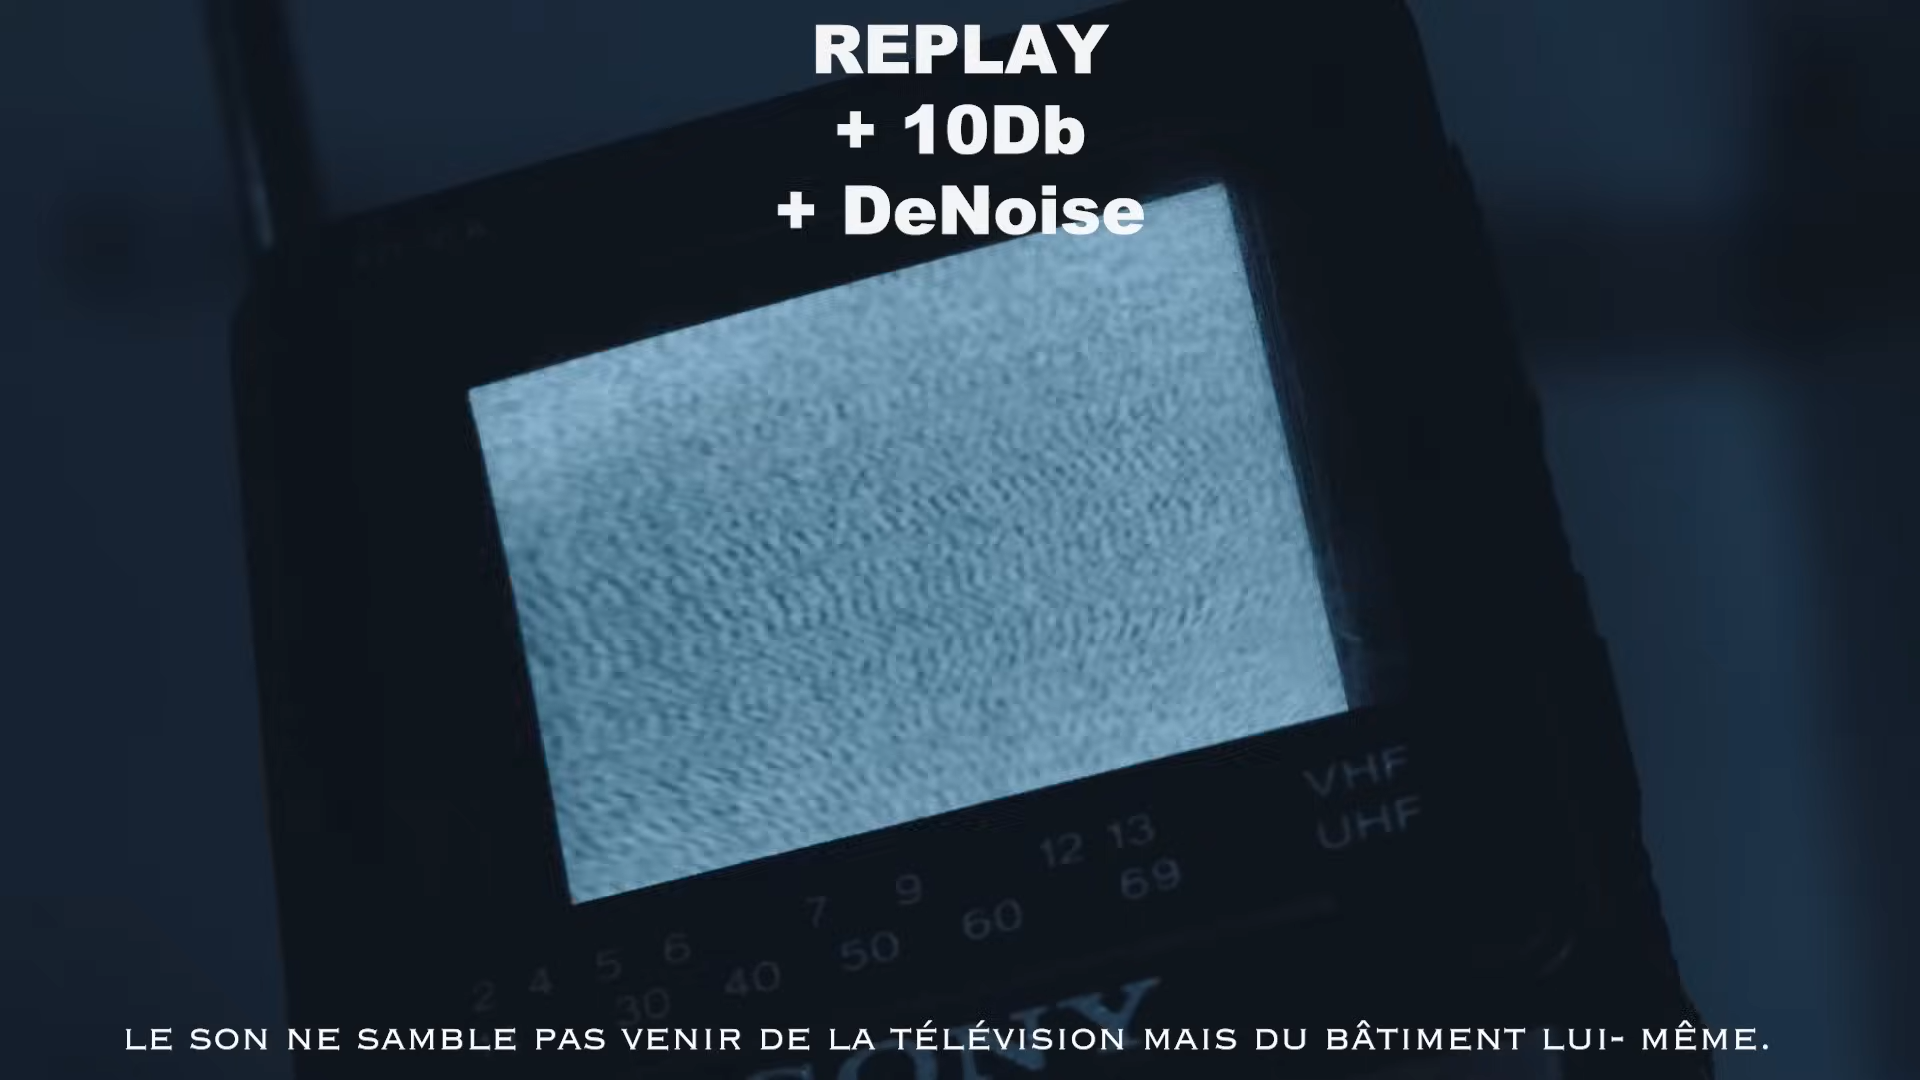 REPLAY
+ 10Db
+ DeNoise
VHF
UHF
2 4 5 6 7 9 12 13
30 40 50 60 69
SONY
LE SON NE SAMBLE PAS VENIR DE LA TÉLÉVISION MAIS DU BÂTIMENT LUI- MÊME.